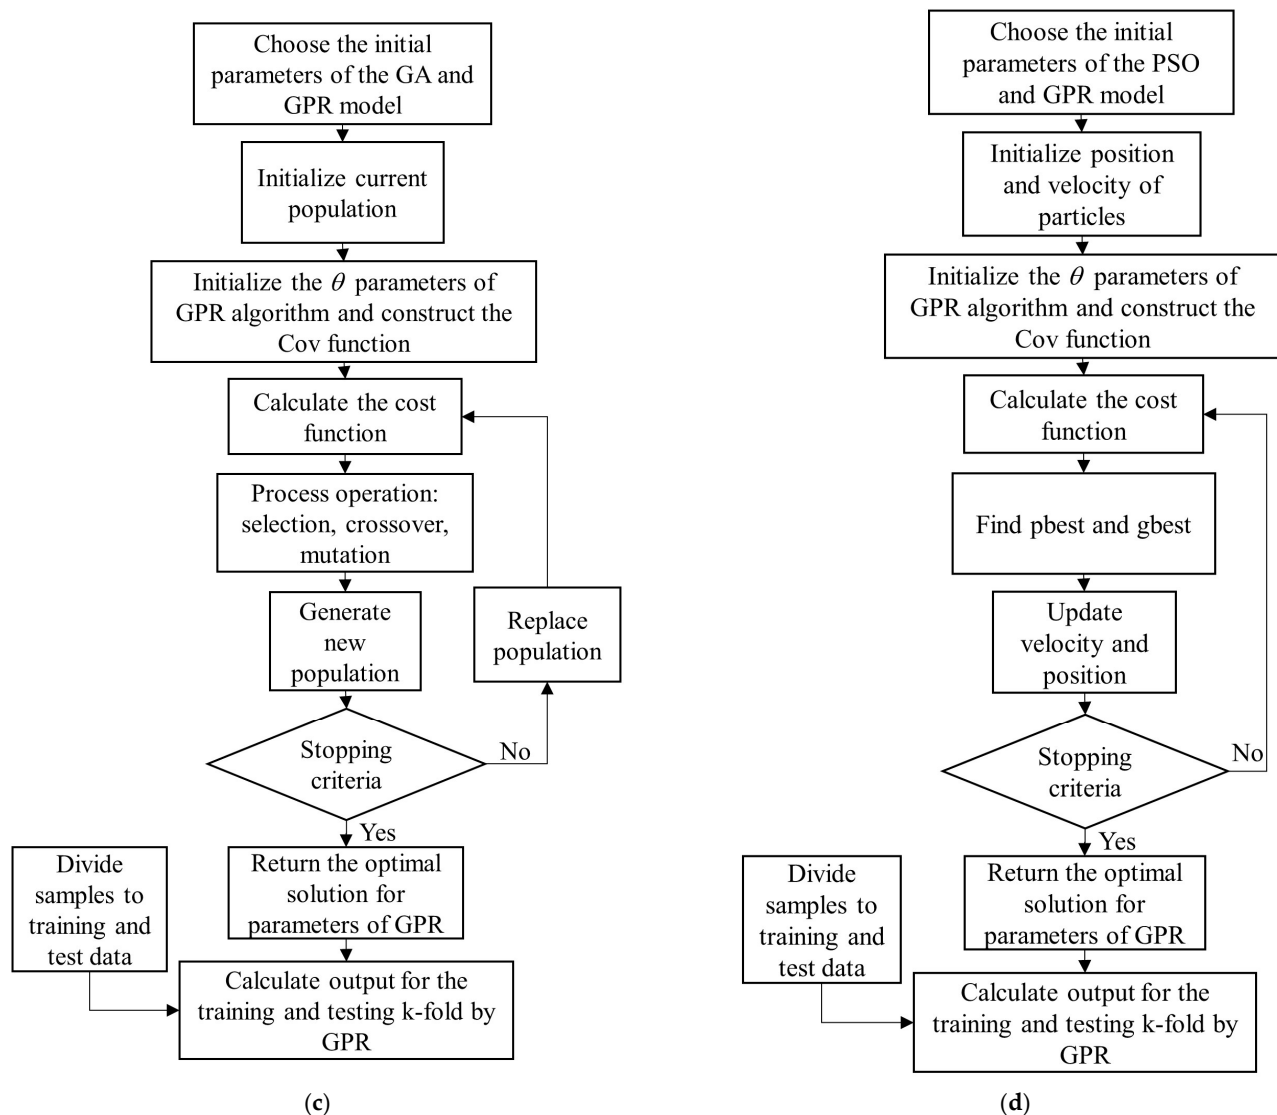 Choose the initial
parameters of the GA and
GPR model
Initialize current
population
Initialize the θ parameters of
GPR algorithm and construct the
Cov function
Calculate the cost
function
Process operation:
selection, crossover,
mutation
Generate
new
population
Replace
population
Stopping
criteria
No
Yes
Divide
samples to
training and
test data
Return the optimal
solution for
parameters of GPR
Calculate output for the
training and testing k-fold by
GPR
(c)
Choose the initial
parameters of the PSO
and GPR model
Initialize position
and velocity of
particles
Initialize the θ parameters of
GPR algorithm and construct the
Cov function
Calculate the cost
function
Find pbest and gbest
Update
velocity and
position
Stopping
criteria
No
Yes
Divide
samples to
training and
test data
Return the optimal
solution for
parameters of GPR
Calculate output for the
training and testing k-fold by
GPR
(d)